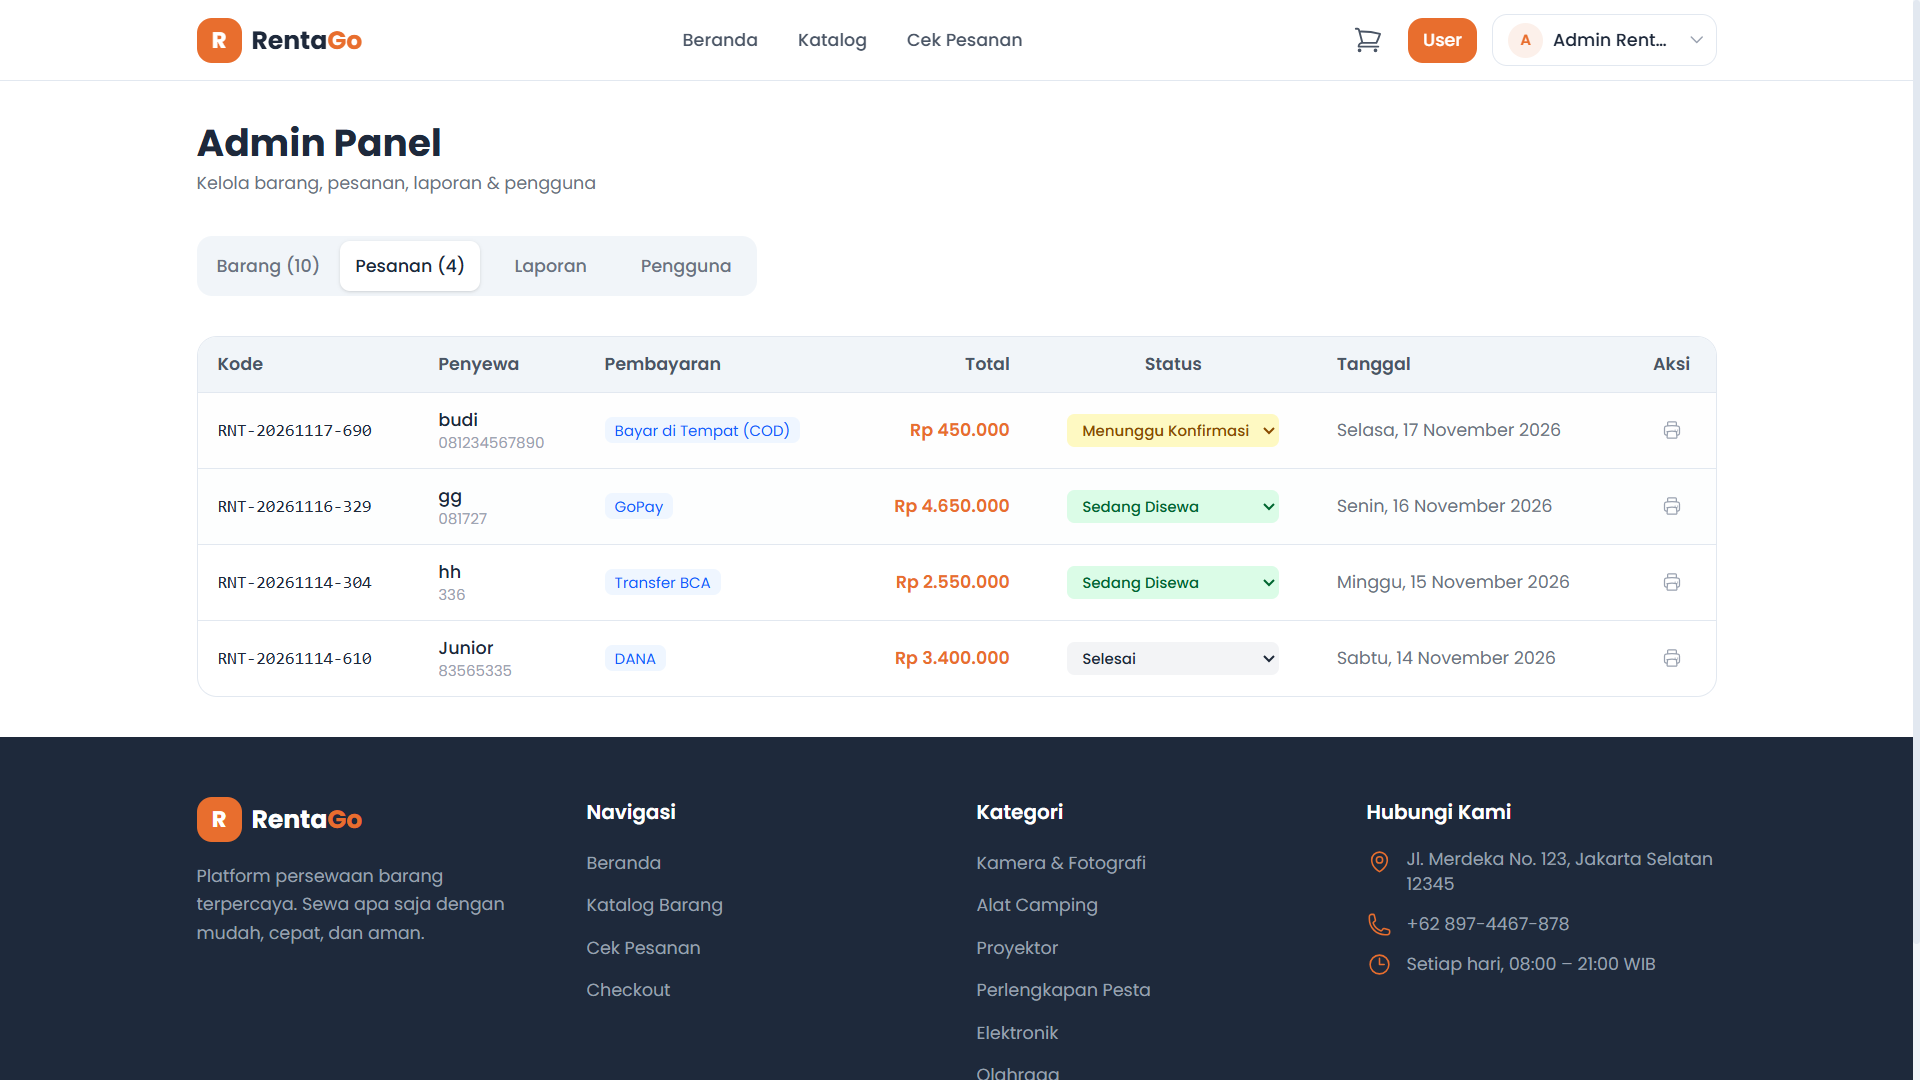 R RentaGo
Beranda Katalog Cek Pesanan
User
A Admin Rent...
Admin Panel
Kelola barang, pesanan, laporan & pengguna
Barang (10) Pesanan (4) Laporan Pengguna
Kode Penyewa Pembayaran Total Status Tanggal Aksi
RNT-20261117-690 budi 081234567890 Bayar di Tempat (COD) Rp 450.000 Menunggu Konfirmasi Selasa, 17 November 2026
RNT-20261116-329 gg 081727 GoPay Rp 4.650.000 Sedang Disewa Senin, 16 November 2026
RNT-20261114-304 hh 336 Transfer BCA Rp 2.550.000 Sedang Disewa Minggu, 15 November 2026
RNT-20261114-610 Junior 83565335 DANA Rp 3.400.000 Selesai Sabtu, 14 November 2026
R RentaGo
Platform persewaan barang
terpercaya. Sewa apa saja dengan
mudah, cepat, dan aman.
Navigasi
Beranda
Katalog Barang
Cek Pesanan
Checkout
Kategori
Kamera & Fotografi
Alat Camping
Proyektor
Perlengkapan Pesta
Elektronik
Olahraga
Hubungi Kami
Jl. Merdeka No. 123, Jakarta Selatan
12345
+62 897-4467-878
Setiap hari, 08:00 – 21:00 WIB